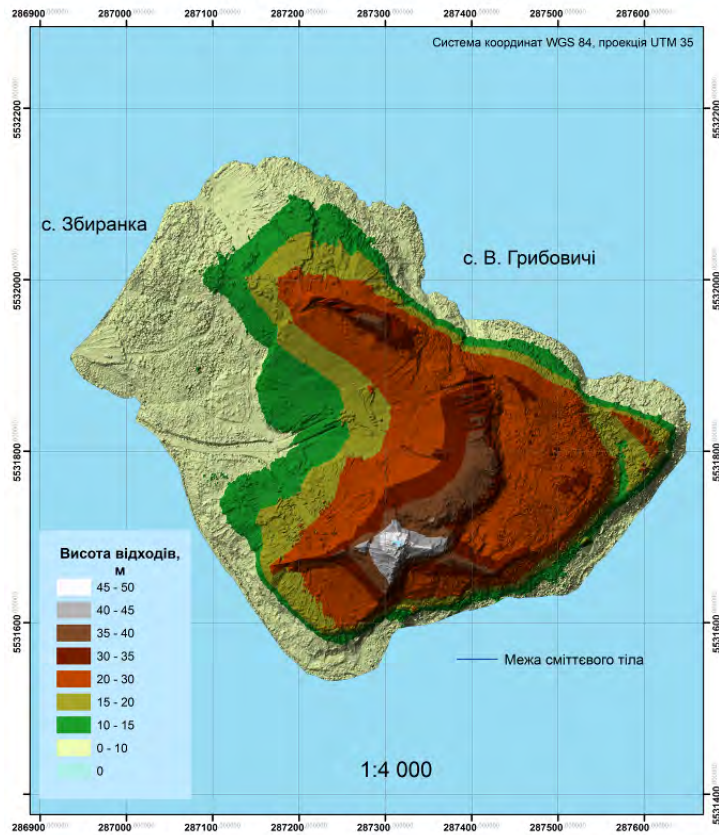 286900 287000 287100 287200 287300 287400 287500 287600
Система координат WGS 84, проекція UTM 35
5532200 5532200
с. Збиранка
с. В. Грибовичі
5532000 5532000
5531800 5531800
Висота відходів,
м
45 - 50
40 - 45
35 - 40
30 - 35
20 - 30
15 - 20
10 - 15
0 - 10
0
5531600 5531600
Межа сміттєвого тіла
1:4 000
5531400 5531400
286900 287000 287100 287200 287300 287400 287500 287600